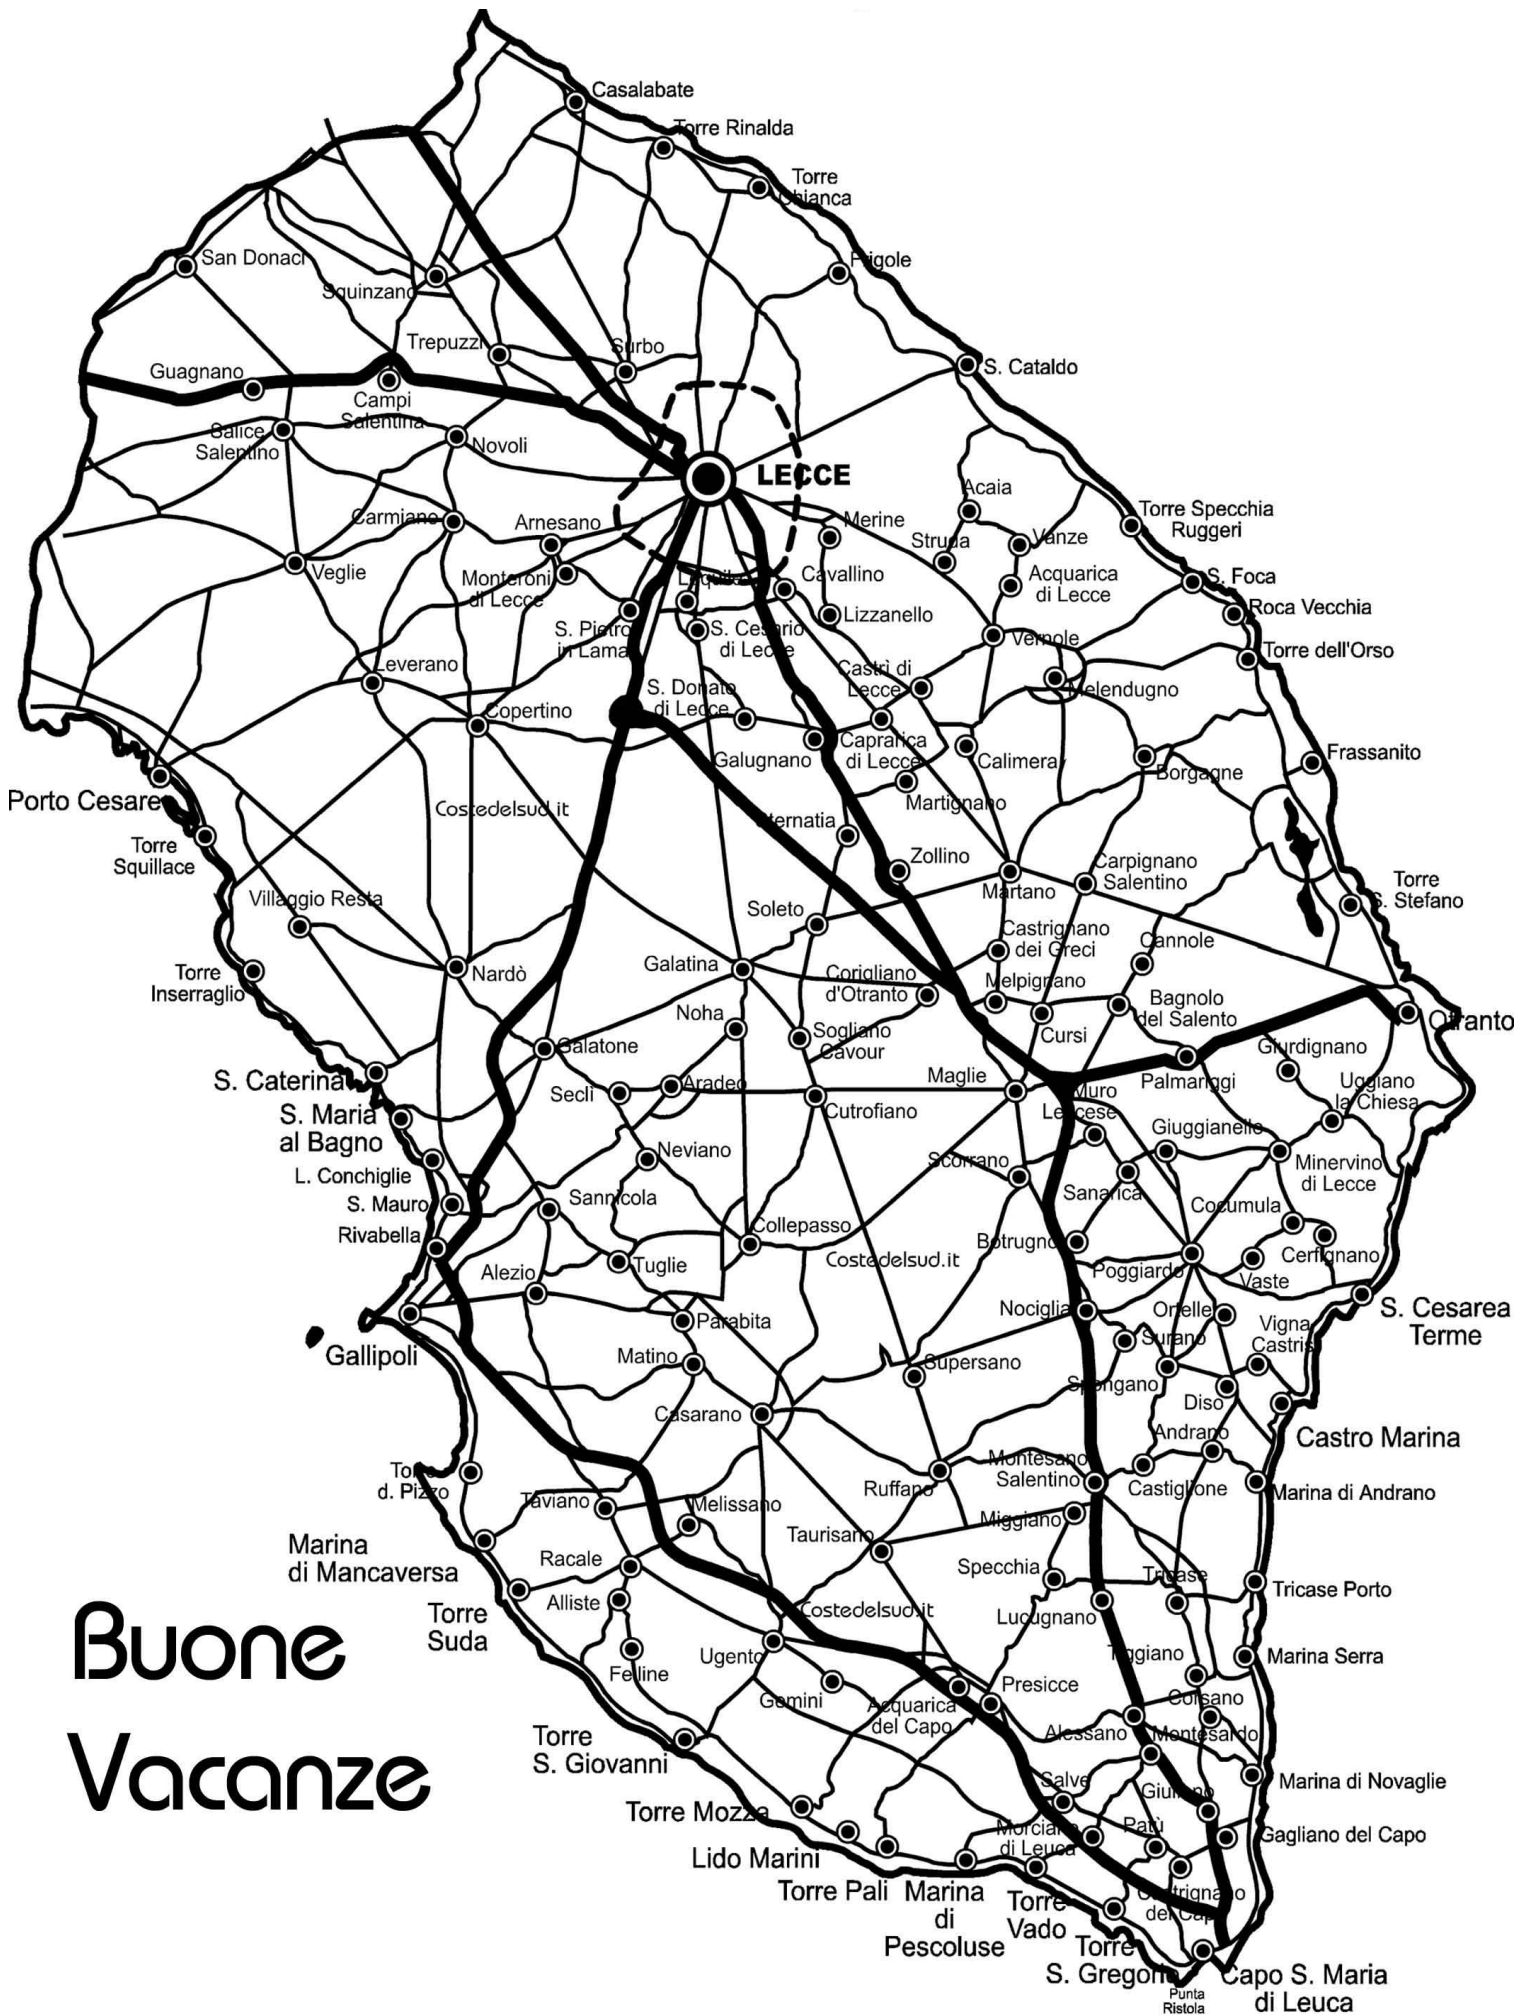 Casalabate
Torre Rinalda
Torre
Chianca
San Donaci
Frigole
Squinzano
Trepuzzi
Surbo
Guagnano
S. Cataldo
Campi
Salentina
Salice
Salentino
Novoli
LECCE
Acaia
Carmiano
Arnesano
Merine
Torre Specchia
Ruggeri
Struda
Vanze
Veglie
Monteroni
di Lecce
Lequile
Cavallino
Acquarica
di Lecce
S. Foca
Lizzanello
Roca Vecchia
S. Pietro
in Lama
S. Cesario
di Lecce
Vernole
Torre dell'Orso
Leverano
Castrì di
Lecce
S. Donato
di Lecce
Melendugno
Copertino
Galugnano
Caprarica
di Lecce
Calimera
Borgagne
Frassanito
Porto Cesareo
Costedelsud.it
Martignano
Sternatia
Torre
Squillace
Zollino
Carpignano
Salentino
Martano
Torre
S. Stefano
Villaggio Resta
Soleto
Castrignano
dei Greci
Cannole
Torre
Inserraglio
Nardò
Galatina
Corigliano
d'Otranto
Melpignano
Bagnolo
del Salento
Noha
Sogliano
Cavour
Cursi
Otranto
Galatone
Giurdignano
S. Caterina
Seclì
Aradeo
Maglie
Palmariggi
Uggiano
la Chiesa
S. Maria
al Bagno
Cutrofiano
Muro
Leccese
Giuggianello
L. Conchiglie
Neviano
Scorrano
Minervino
di Lecce
S. Mauro
Sannicola
Sanarica
Cocumula
Rivabella
Collepasso
Botrugno
Cerfignano
Alezio
Tuglie
Costedelsud.it
Poggiardo
Vaste
Nociglia
Ortelle
S. Cesarea
Terme
Gallipoli
Parabita
Surano
Vigna
Castrisi
Matino
Supersano
Spongano
Diso
Casarano
Andrano
Castro Marina
Torre
d. Pizzo
Ruffano
Montesano
Salentino
Castiglione
Marina di Andrano
Taviano
Melissano
Miggiano
Marina
di Mancaversa
Taurisano
Racale
Specchia
Tricase
Tricase Porto
Alliste
Costedelsud.it
Lucugnano
Torre
Suda
Buone
Felline
Ugento
Tiggiano
Marina Serra
Gemini
Acquarica
del Capo
Presicce
Corsano
Torre
S. Giovanni
Alessano
Montesardo
Vacanze
Salve
Giuliano
Marina di Novaglie
Torre Mozza
Morciano
di Leuca
Patù
Gagliano del Capo
Lido Marini
Torre Pali
Marina
di
Pescoluse
Torre
Vado
Castrignano
del Capo
Torre
S. Gregorio
Punta
Ristola
Capo S. Maria
di Leuca